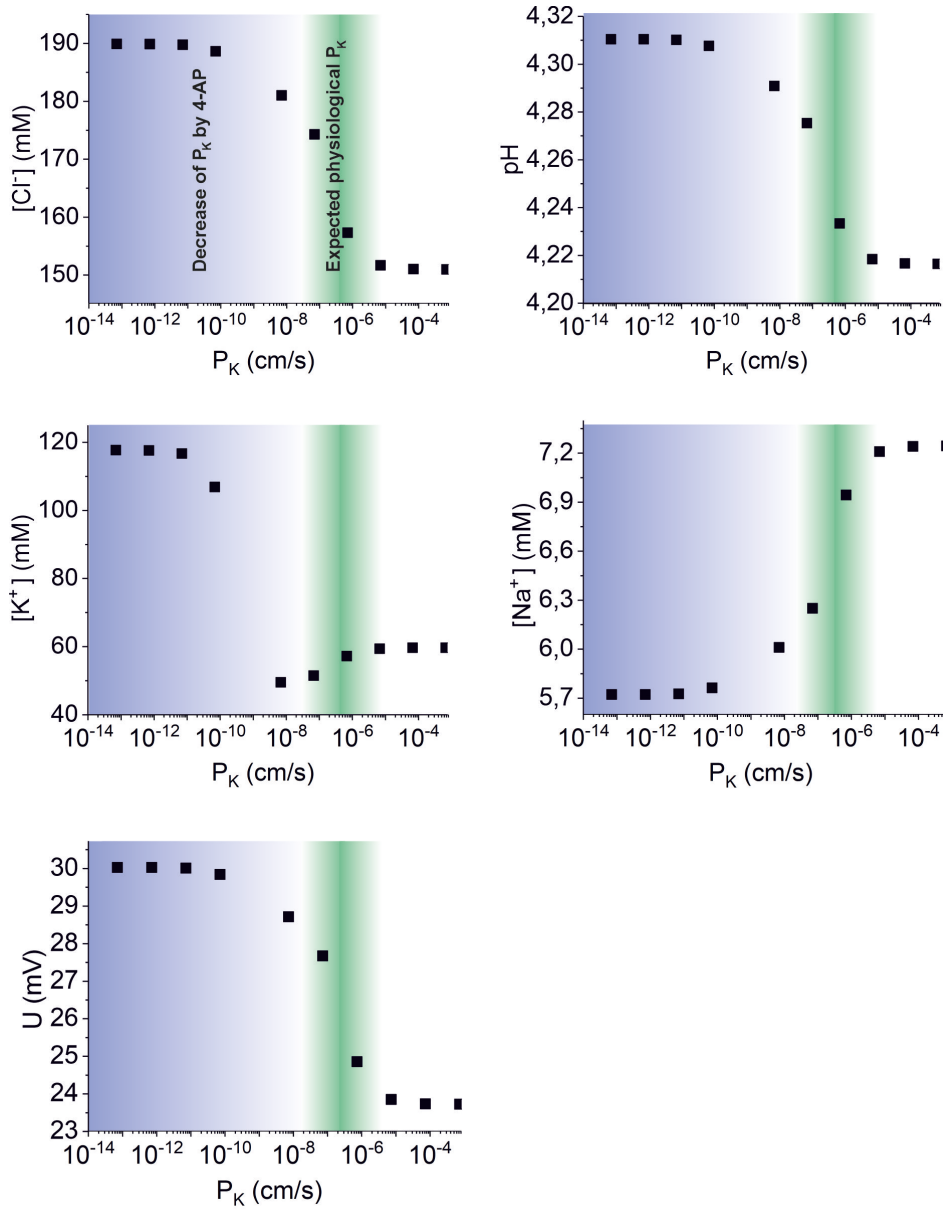 190
180
170
160
150
[Cl⁻] (mM)
Decrease of P_K by 4-AP
Expected physiological P_K
10⁻¹⁴ 10⁻¹² 10⁻¹⁰ 10⁻⁸ 10⁻⁶ 10⁻⁴
P_K (cm/s)
4,32
4,30
4,28
4,26
4,24
4,22
4,20
pH
10⁻¹⁴ 10⁻¹² 10⁻¹⁰ 10⁻⁸ 10⁻⁶ 10⁻⁴
P_K (cm/s)
120
100
80
60
40
[K⁺] (mM)
10⁻¹⁴ 10⁻¹² 10⁻¹⁰ 10⁻⁸ 10⁻⁶ 10⁻⁴
P_K (cm/s)
7,2
6,9
6,6
6,3
6,0
5,7
[Na⁺] (mM)
10⁻¹⁴ 10⁻¹² 10⁻¹⁰ 10⁻⁸ 10⁻⁶ 10⁻⁴
P_K (cm/s)
30
29
28
27
26
25
24
23
U (mV)
10⁻¹⁴ 10⁻¹² 10⁻¹⁰ 10⁻⁸ 10⁻⁶ 10⁻⁴
P_K (cm/s)